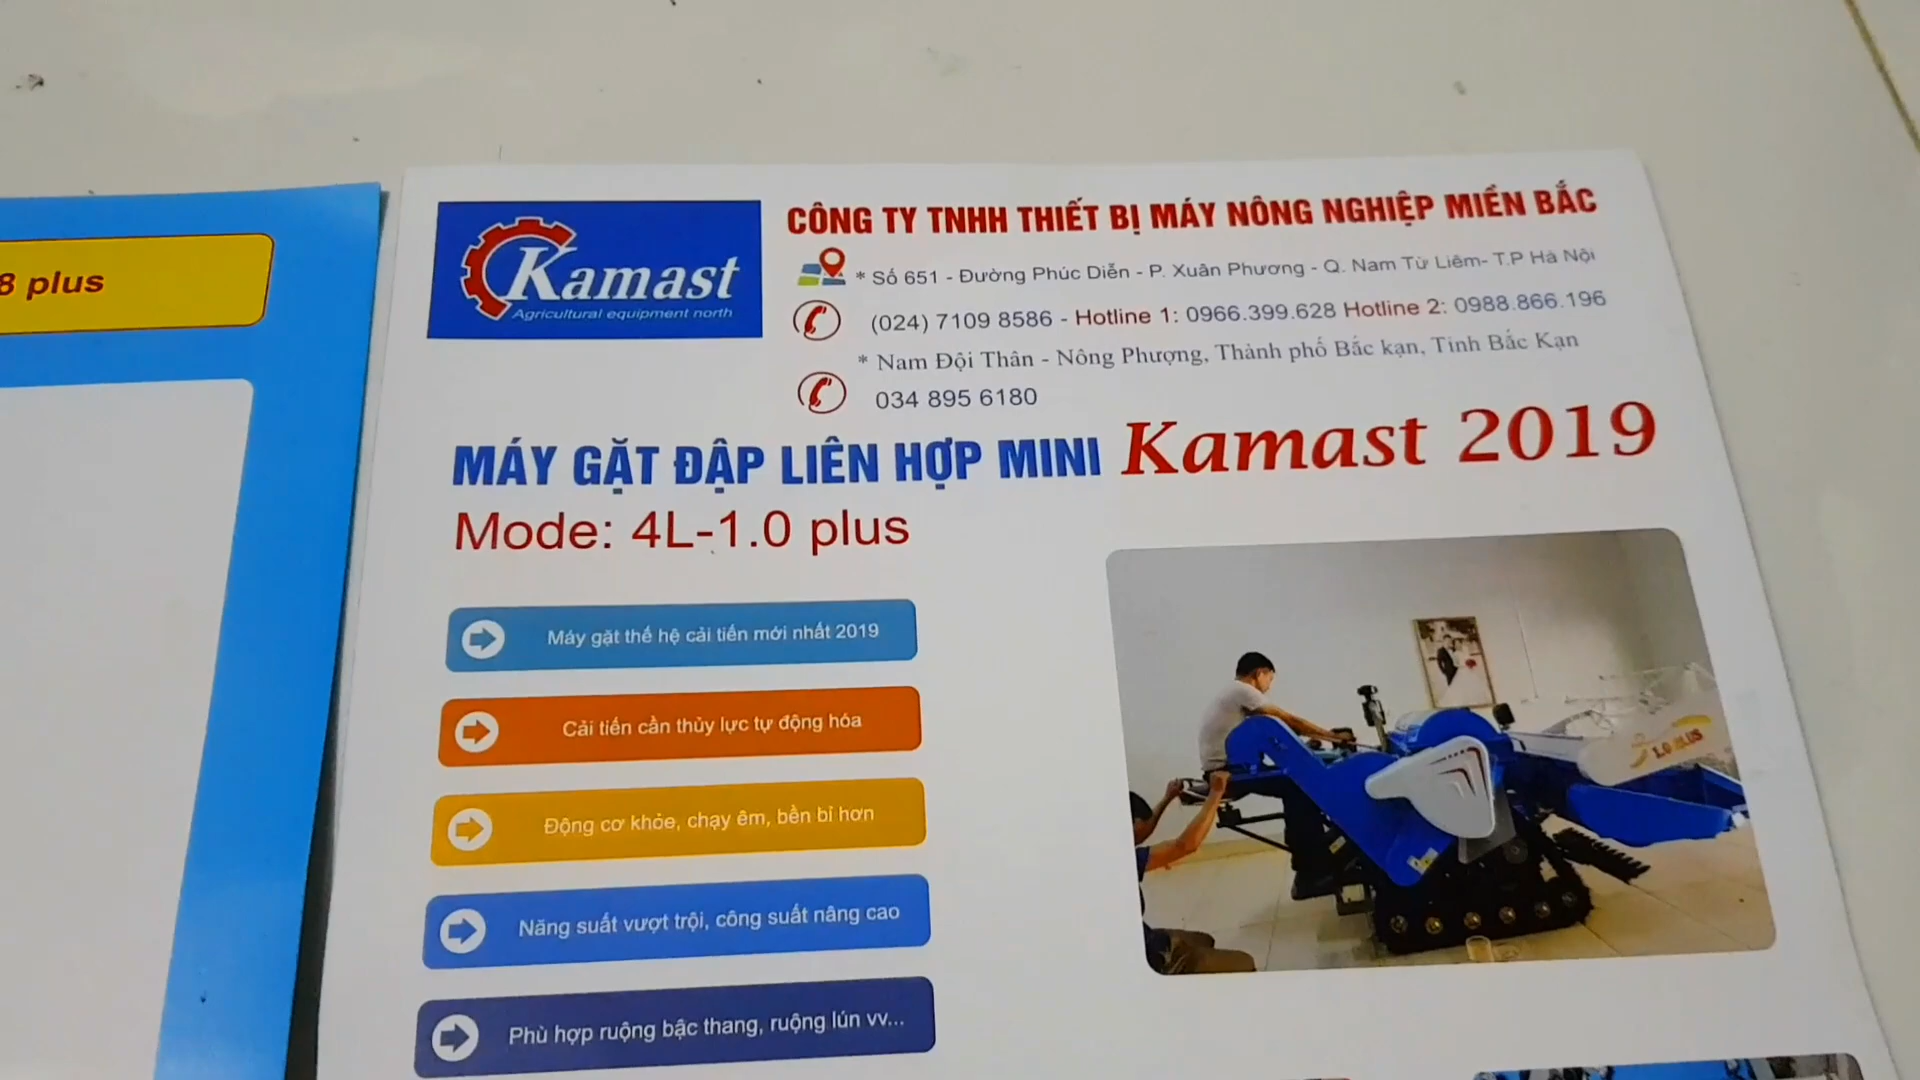 8 plus
Kamast
Agricultural equipment north
CÔNG TY TNHH THIẾT BỊ MÁY NÔNG NGHIỆP MIỀN BẮC
* Số 651 - Đường Phúc Diễn - P. Xuân Phương - Q. Nam Từ Liêm- T.P Hà Nội
(024) 7109 8586 - Hotline 1: 0966.399.628 Hotline 2: 0988.866.196
* Nam Đội Thân - Nông Phượng, Thành phố Bắc kạn, Tỉnh Bắc Kạn
034 895 6180
MÁY GẶT ĐẬP LIÊN HỢP MINI Kamast 2019
Mode: 4L-1.0 plus
Máy gặt thế hệ cải tiến mới nhất 2019
Cải tiến cần thủy lực tự động hóa
Động cơ khỏe, chạy êm, bền bỉ hơn
Năng suất vượt trội, công suất nâng cao
Phù hợp ruộng bậc thang, ruộng lún vv...
1.0 PLUS